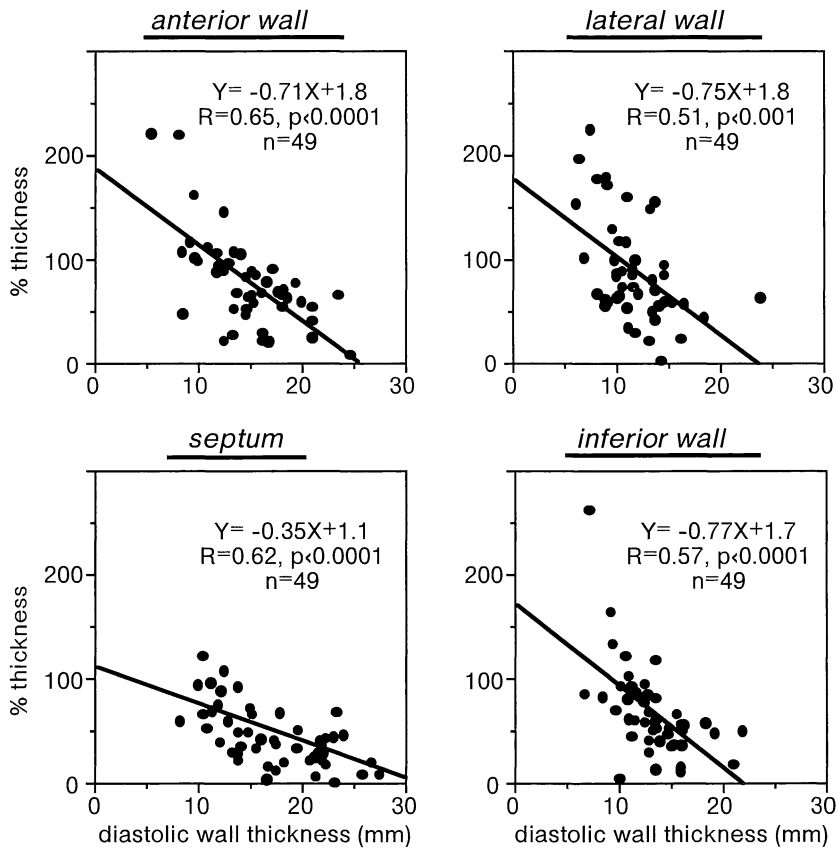 anterior wall
Y= -0.71X+1.8
R=0.65, p<0.0001
n=49
% thickness
200
100
0
0 10 20 30
lateral wall
Y= -0.75X+1.8
R=0.51, p<0.001
n=49
200
100
0
0 10 20 30
septum
Y= -0.35X+1.1
R=0.62, p<0.0001
n=49
% thickness
200
100
0
0 10 20 30
diastolic wall thickness (mm)
inferior wall
Y= -0.77X+1.7
R=0.57, p<0.0001
n=49
200
100
0
0 10 20 30
diastolic wall thickness (mm)